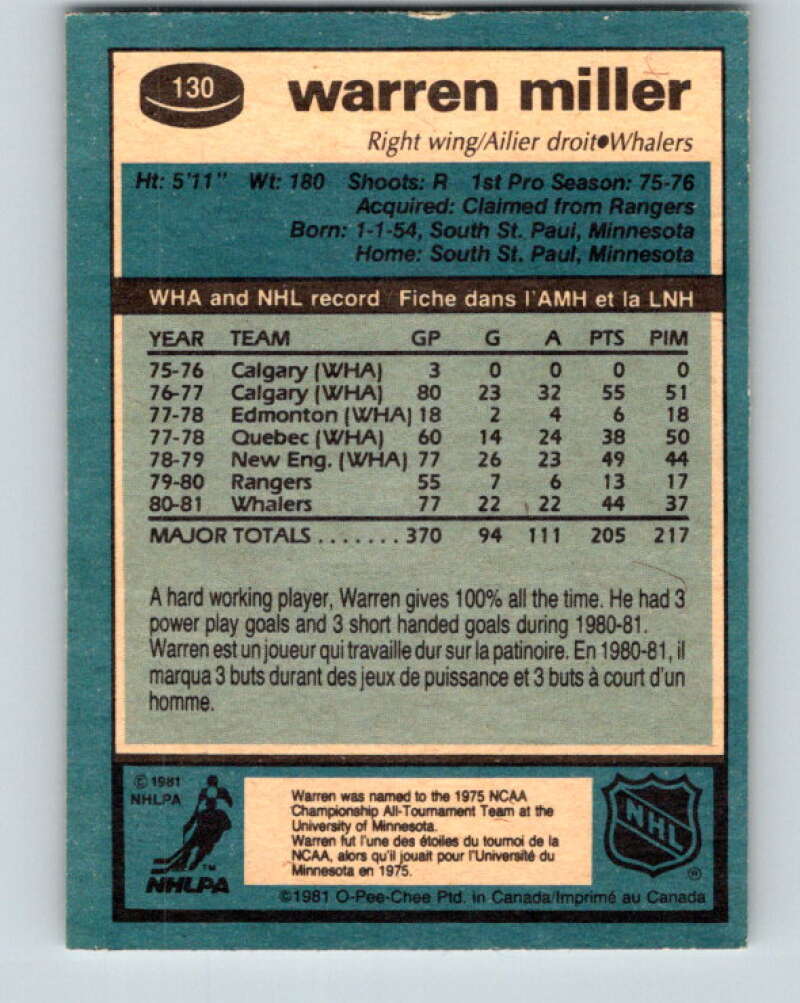 130
warren miller
Right wing/Ailier droit●Whalers
Ht: 5'11" Wt: 180 Shoots: R 1st Pro Season: 75-76
Acquired: Claimed from Rangers
Born: 1-1-54, South St. Paul, Minnesota
Home: South St. Paul, Minnesota
WHA and NHL record Fiche dans l'AMH et la LNH
YEAR TEAM GP G A PTS PIM
75-76 Calgary (WHA) 3 0 0 0 0
76-77 Calgary (WHA) 80 23 32 55 51
77-78 Edmonton (WHA) 18 2 4 6 18
77-78 Quebec (WHA) 60 14 24 38 50
78-79 New Eng. (WHA) 77 26 23 49 44
79-80 Rangers 55 7 6 13 17
80-81 Whalers 77 22 22 44 37
MAJOR TOTALS.......370 94 111 205 217
A hard working player, Warren gives 100% all the time. He had 3
power play goals and 3 short handed goals during 1980-81.
Warren est un joueur qui travaille dur sur la patinoire. En 1980-81, il
marqua 3 buts durant des jeux de puissance et 3 buts à court d'un
homme.
© 1981
NHLPA
TM
NHLPA
Warren was named to the 1975 NCAA
Championship All-Tournament Team at the
University of Minnesota.
Warren fut l'une des étoiles du tournoi de la
NCAA, alors qu'il jouait pour l'Université du
Minnesota en 1975.
NHL
®
©1981 O-Pee-Chee Ptd. in Canada/Imprimé au Canada